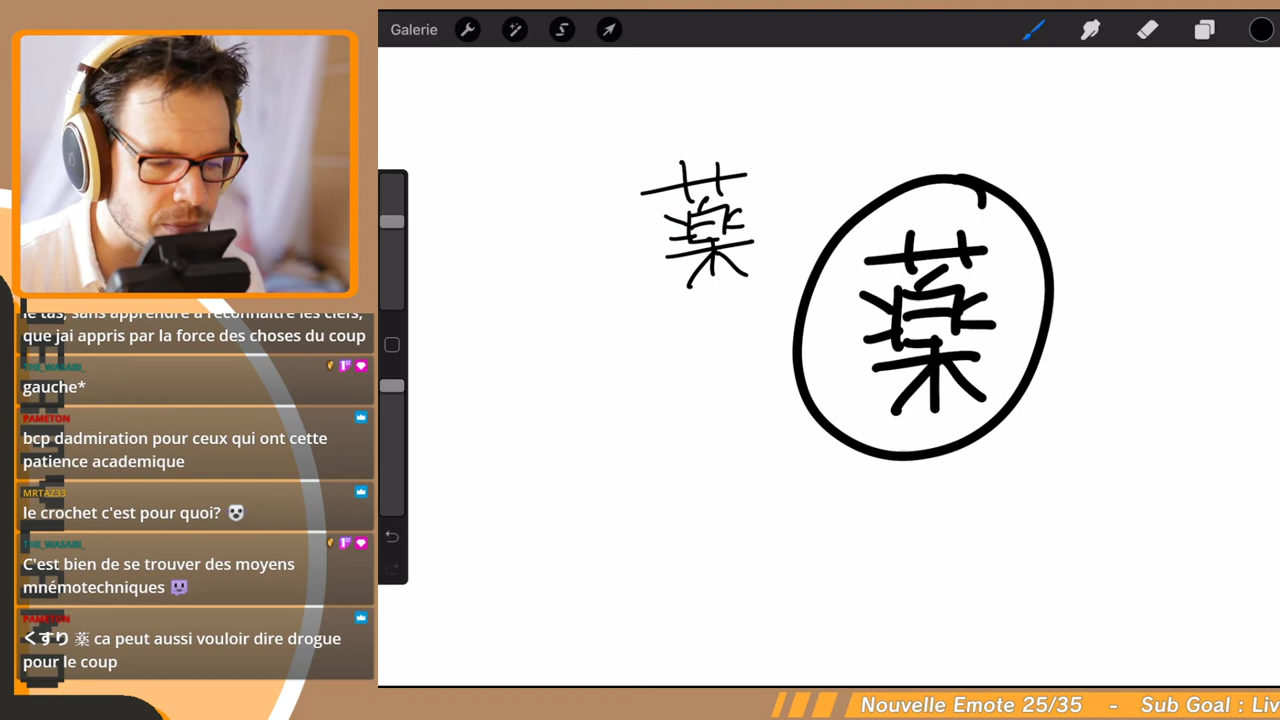 Galerie
薬 薬
le tas, sans apprendre à reconnaître les clefs,
que jai appris par la force des choses du coup
THE_WASABI_
gauche*
PAMETON
bcp dadmiration pour ceux qui ont cette
patience academique
MRTAZ33
le crochet c'est pour quoi?
THE_WASABI_
C'est bien de se trouver des moyens
mnémotechniques
PAMETON
くすり 薬 ca peut aussi vouloir dire drogue
pour le coup
Nouvelle Emote 25/35 - Sub Goal : Liv